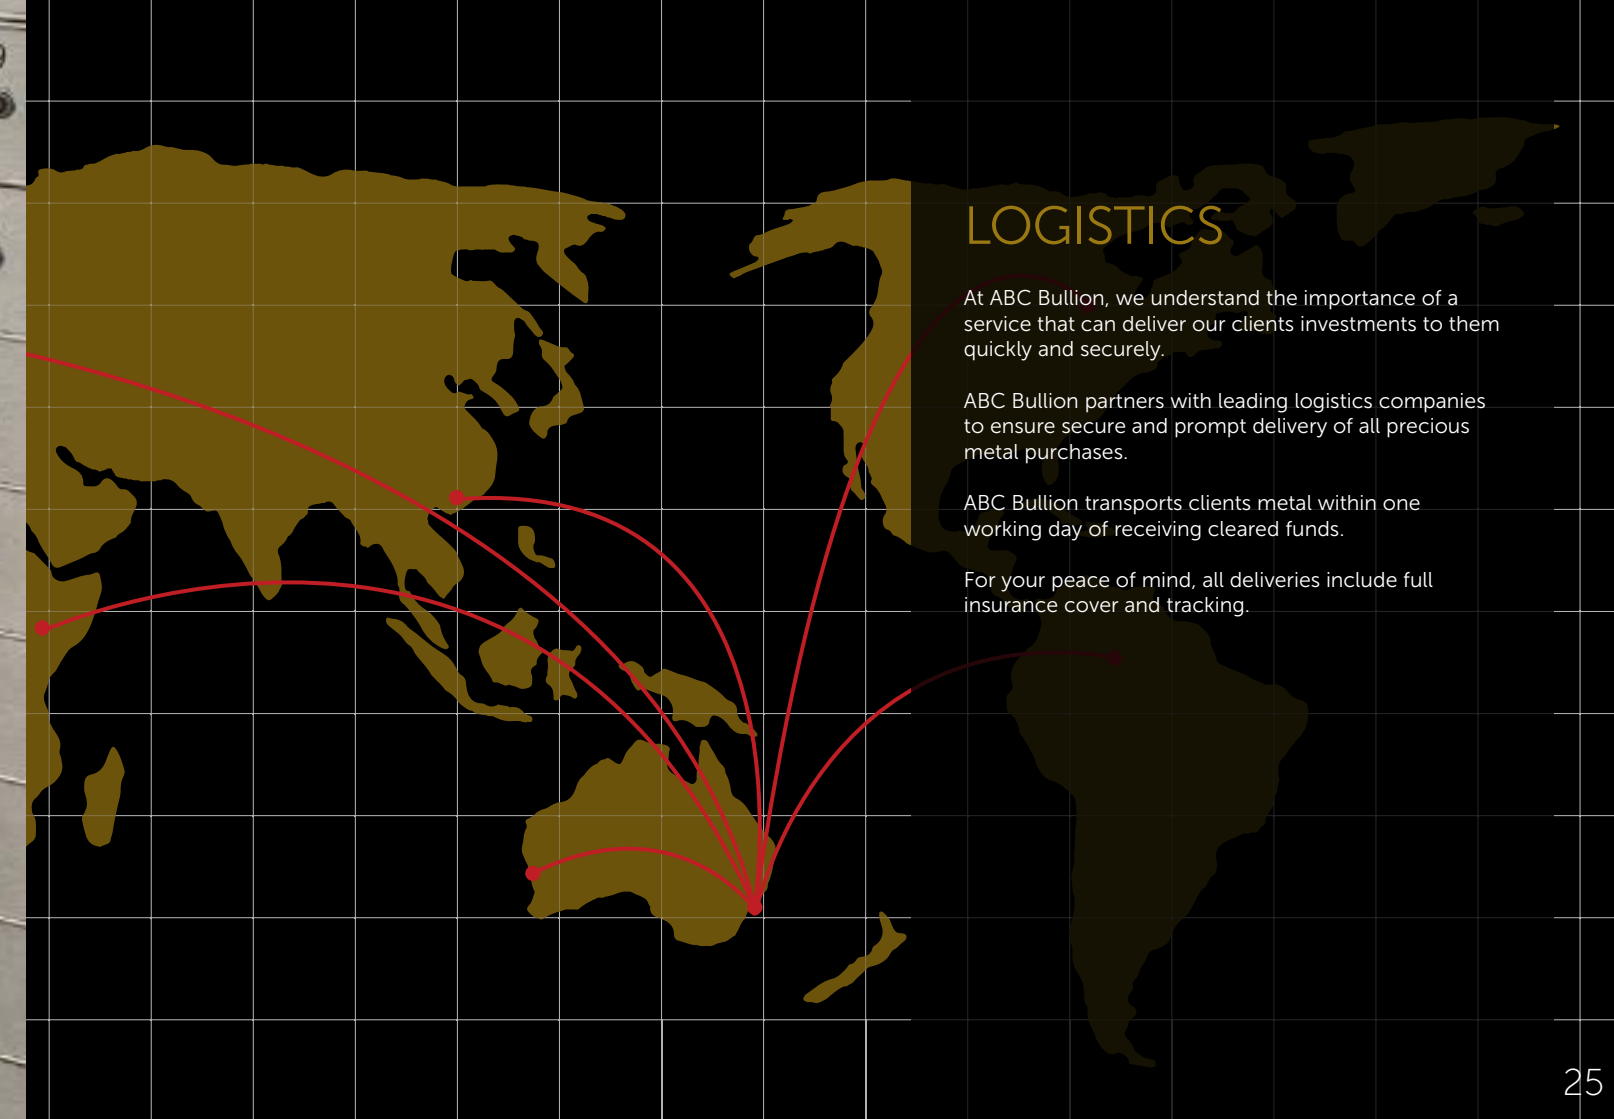 LOGISTICS
At ABC Bullion, we understand the importance of a
service that can deliver our clients investments to them
quickly and securely.
ABC Bullion partners with leading logistics companies
to ensure secure and prompt delivery of all precious
metal purchases.
ABC Bullion transports clients metal within one
working day of receiving cleared funds.
For your peace of mind, all deliveries include full
insurance cover and tracking.
25